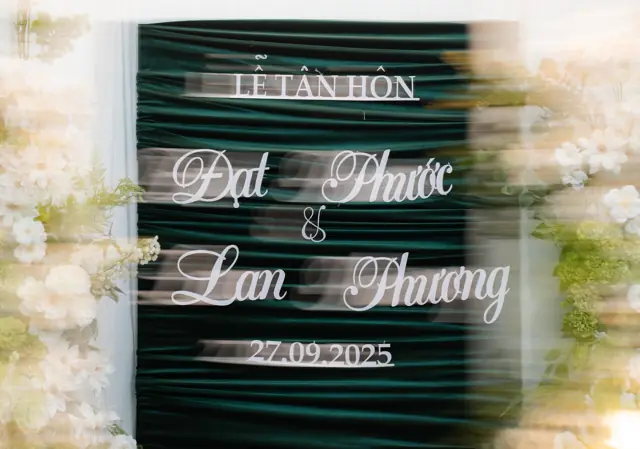 LỄ TÂN HÔN
Đạt Phước
&
Lan Phương
27.09.2025